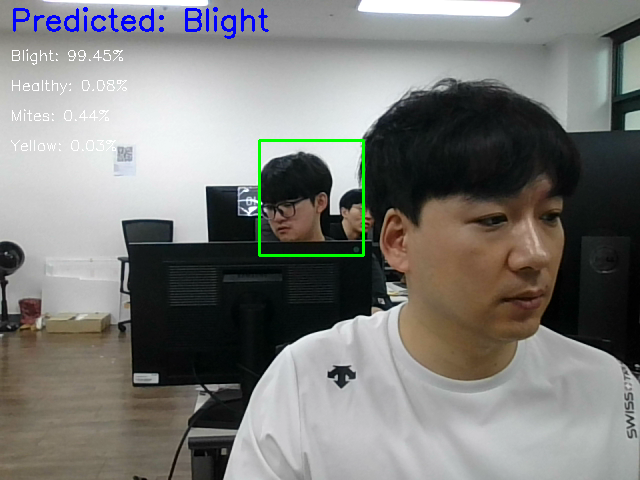 Predicted: Blight
Blight: 99.45%
Healthy: 0.08%
Mites: 0.44%
Yellow: 0.03%